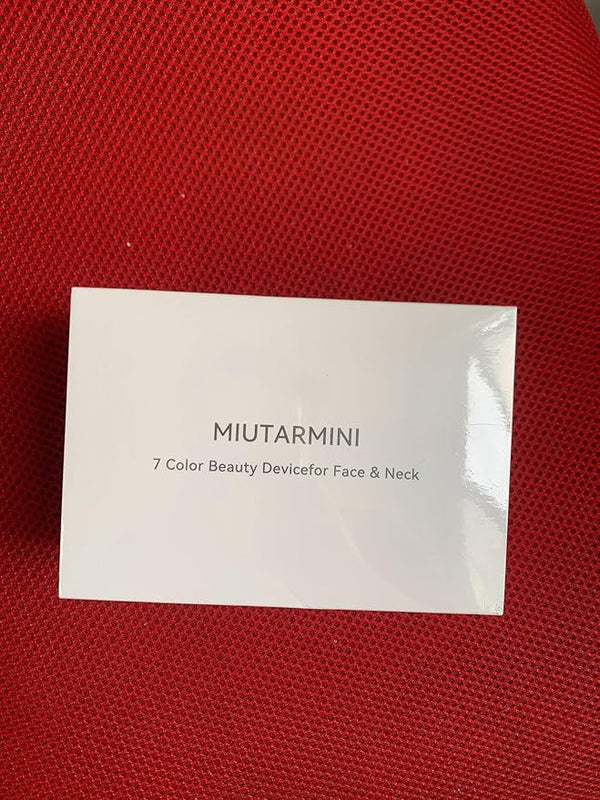 MIUTARMINI
7 Color Beauty Devicefor Face & Neck